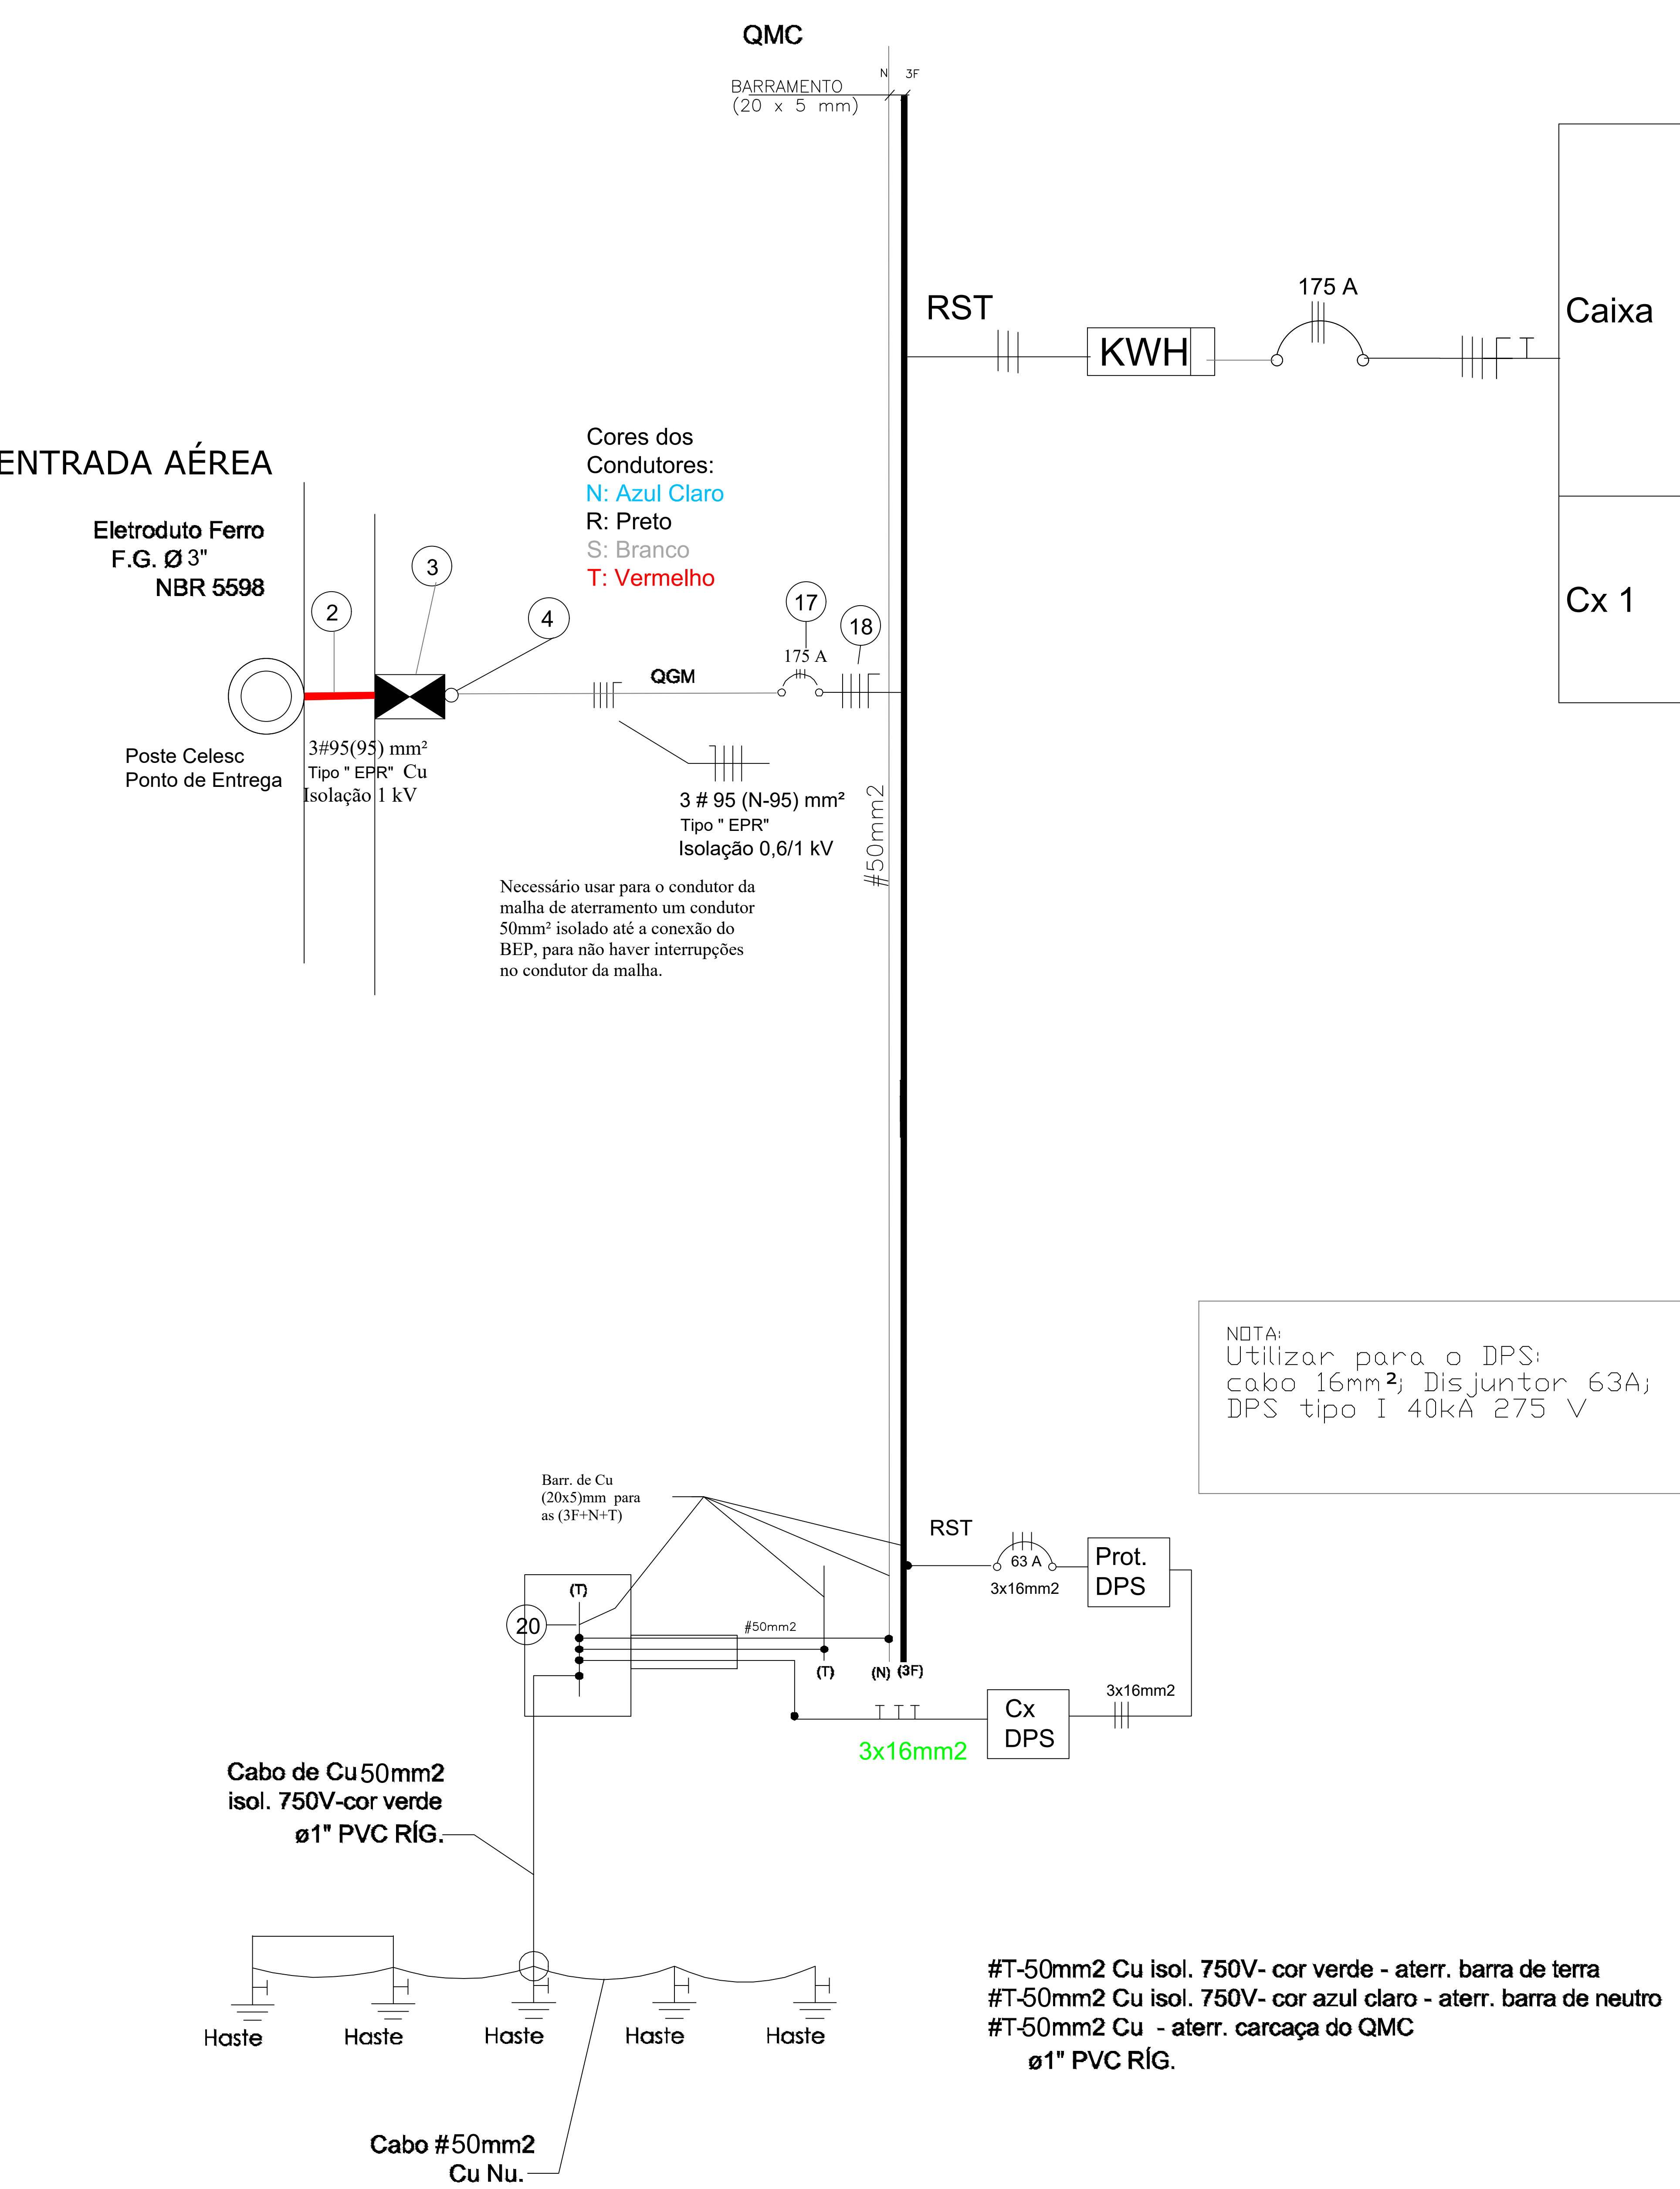 QMC
N 3F
BARRAMENTO
(20 x 5 mm)
175 A
RST
KWH
Caixa
Cx 1
ENTRADA AÉREA
Eletroduto Ferro
F.G. Ø 3"
NBR 5598
Cores dos
Condutores:
N: Azul Claro
R: Preto
S: Branco
T: Vermelho
2
3
4
17
18
175 A
QGM
Poste Celesc
Ponto de Entrega
3#95(95) mm²
Tipo " EPR" Cu
Isolação 1 kV
3 # 95 (N-95) mm²
Tipo " EPR"
Isolação 0,6/1 kV
#50mm2
Necessário usar para o condutor da
malha de aterramento um condutor
50mm² isolado até a conexão do
BEP, para não haver interrupções
no condutor da malha.
NOTA:
Utilizar para o DPS:
cabo 16mm²; Disjuntor 63A;
DPS tipo I 40kA 275 V
Barr. de Cu
(20x5)mm para
as (3F+N+T)
RST
63 A
3x16mm2
Prot.
DPS
(T)
20
#50mm2
(T) (N) (3F)
3x16mm2
Cx
DPS
3x16mm2
Cabo de Cu 50mm2
isol. 750V-cor verde
ø1" PVC RÍG.
Haste Haste Haste Haste Haste
Cabo #50mm2
Cu Nu.
#T-50mm2 Cu isol. 750V- cor verde - aterr. barra de terra
#T-50mm2 Cu isol. 750V- cor azul claro - aterr. barra de neutro
#T-50mm2 Cu - aterr. carcaça do QMC
ø1" PVC RÍG.